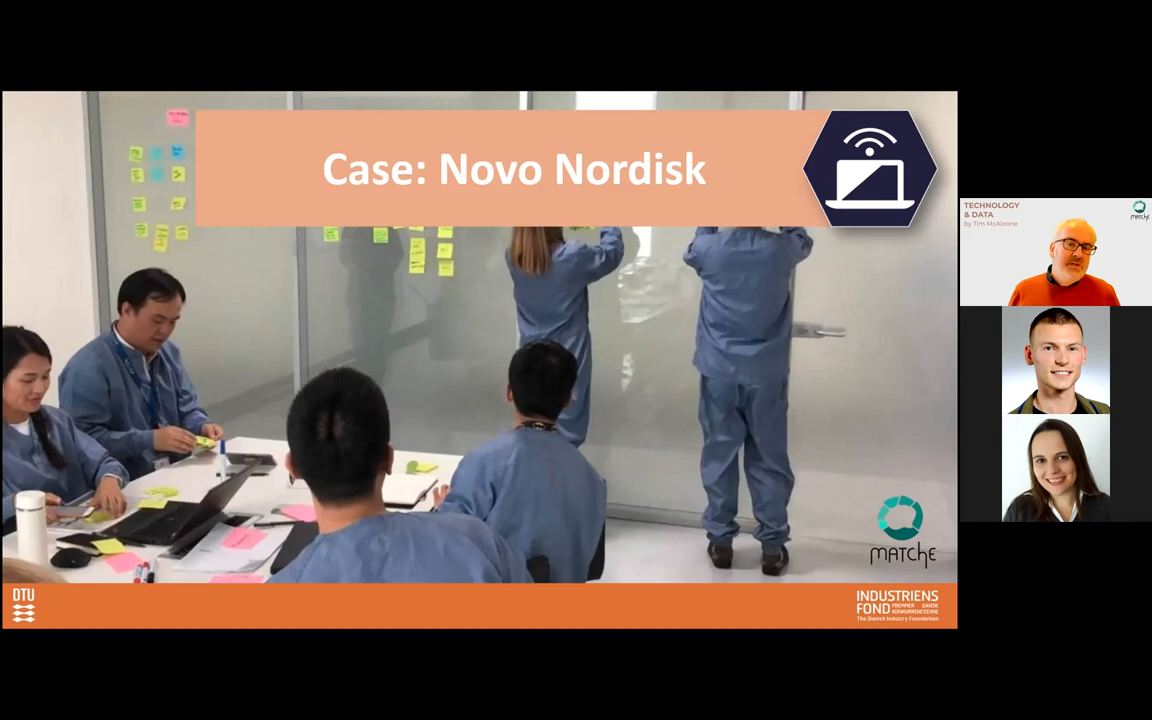 Case: Novo Nordisk
MATChE
DTU
INDUSTRIENS
FOND FREMMER DANSK
KONKURRENCEEVNE
The Danish Industry Foundation
TECHNOLOGY
& DATA
by Tim McAloone
MATChE